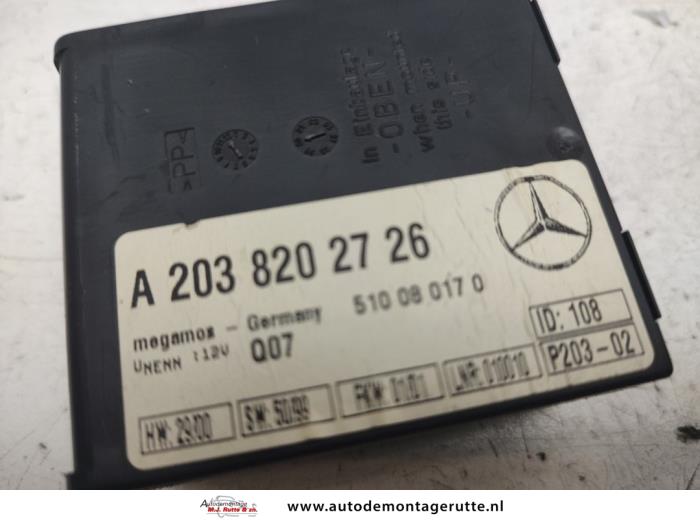 >PP<
in Einbaulage
-OBEN-
when mounted
this side
-UP-
A 203 820 27 26
megamos - Germany 510 08 017 0
UNENN :12V Q07
ID: 108
P203-02
HW: 29/00 SW: 50/99 FKW: 01/01 LNR: 010010
Autodemontage
M.J. Rutte & zn.
www.autodemontagerutte.nl